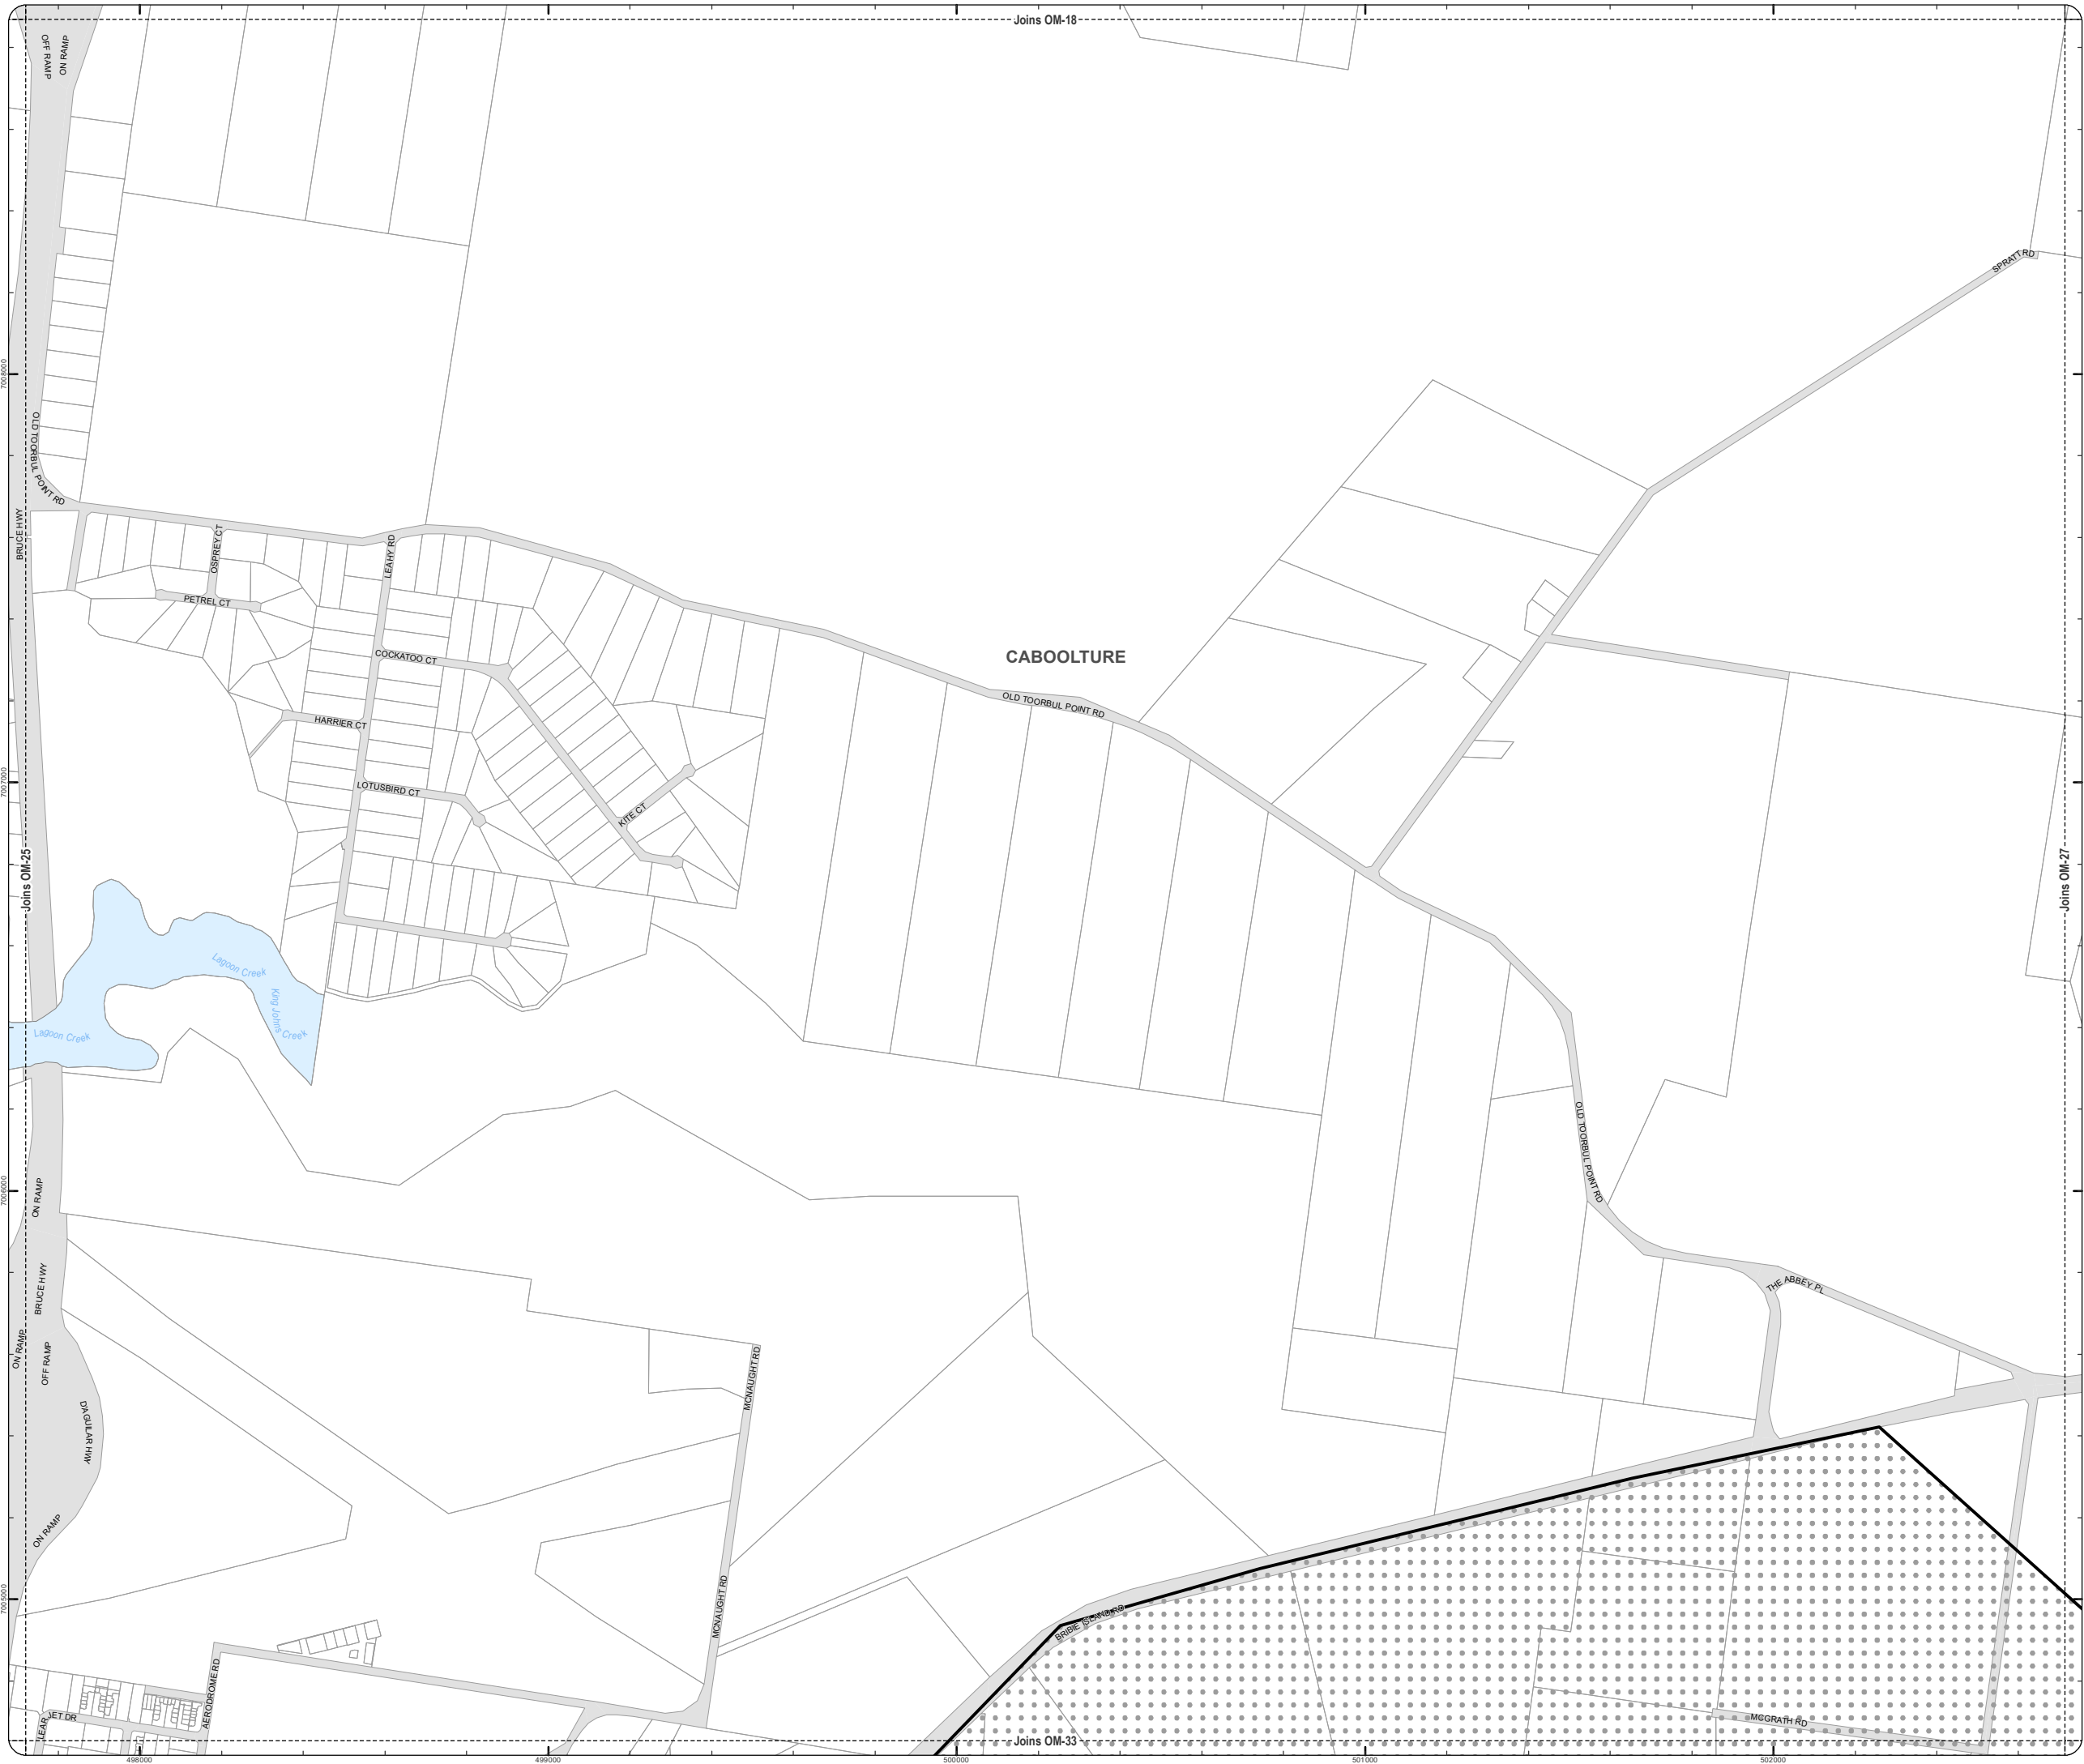 Joins OM-18
OFF RAMP
ON RAMP
SPRATT RD
7008000
OLD TOORBUL POINT RD
BRUCE HWY
OSPREY CT
LEAHY RD
PETREL CT
COCKATOO CT
CABOOLTURE
OLD TOORBUL POINT RD
HARRIER CT
7007000
LOTUSBIRD CT
KITE CT
Joins OM-25
Joins OM-27
Lagoon Creek
King Johns Creek
Lagoon Creek
OLD TOORBUL POINT RD
7006000
ON RAMP
BRUCE HWY
THE ABBEY PL
ON RAMP
OFF RAMP
MCNAUGHT RD
D'AGUILAR HWY
ON RAMP
7005000
MCNAUGHT RD
BRIBIE ISLAND RD
AERODROME RD
LEAR
JET DR
MCGRATH RD
Joins OM-33
498000
499000
500000
501000
502000